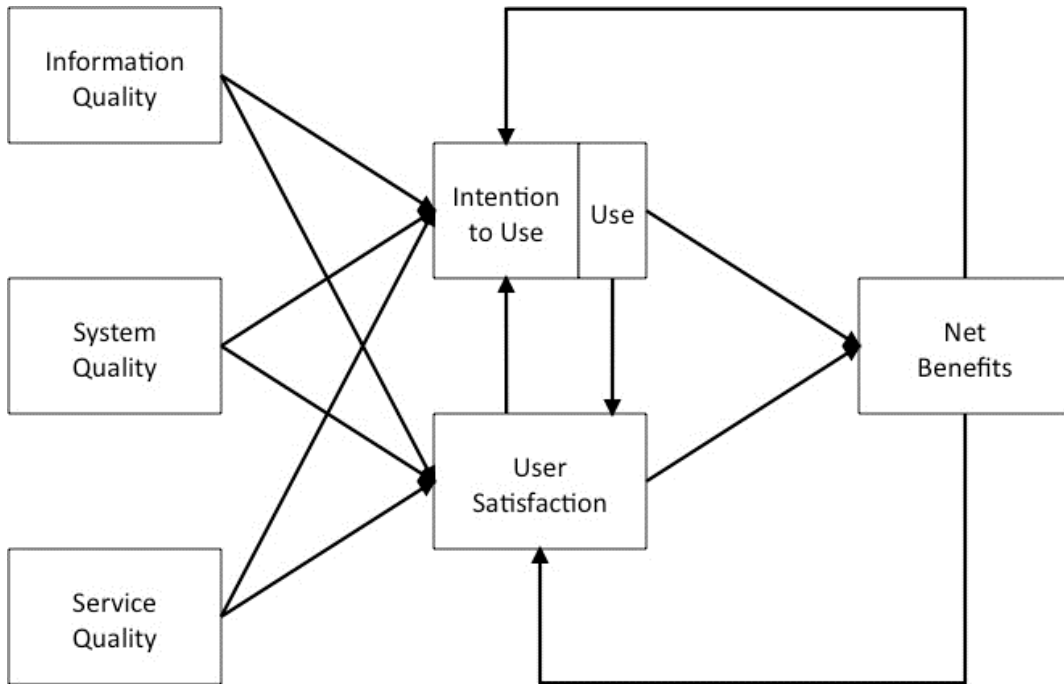 Information
Quality
Intention
to Use
Use
System
Quality
Net
Benefits
User
Satisfaction
Service
Quality